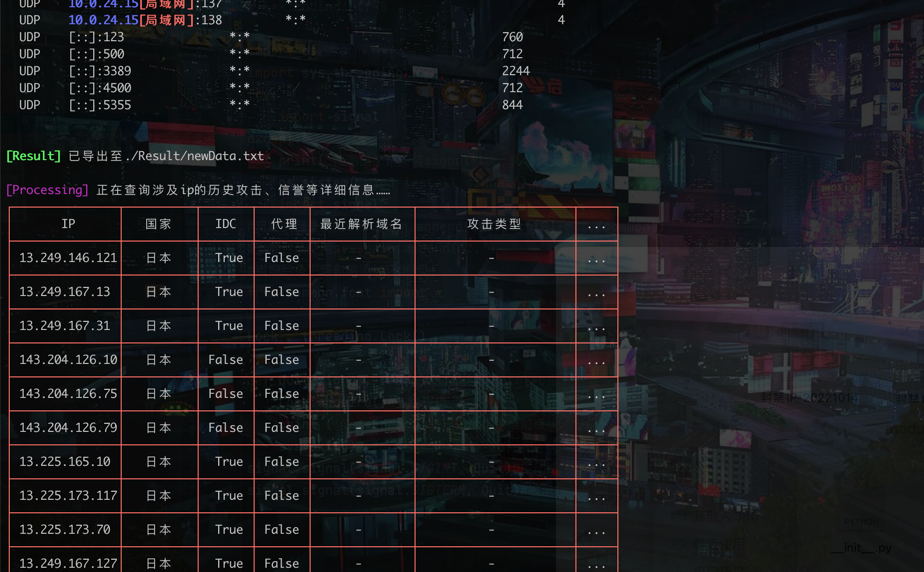 UDP 10.0.24.15[局域网]:137 *:* 4
UDP 10.0.24.15[局域网]:138 *:* 4
UDP [::]:123 *:* 760
UDP [::]:500 *:* 712
UDP [::]:3389 *:* 2244
UDP [::]:4500 *:* 712
UDP [::]:5355 *:* 844
[Result] 已导出至./Result/newData.txt
[Processing] 正在查询涉及ip的历史攻击、信誉等详细信息……
IP 国家 IDC 代理 最近解析域名 攻击类型 ...
13.249.146.121 日本 True False - - ...
13.249.167.13 日本 True False - - ...
13.249.167.31 日本 True False - - ...
143.204.126.10 日本 False False - - ...
143.204.126.75 日本 False False - - ...
143.204.126.79 日本 False False - - ...
13.225.165.10 日本 True False - - ...
13.225.173.117 日本 True False - - ...
13.225.173.70 日本 True False - - ...
13.249.167.127 日本 True False - - ...
__init__.py